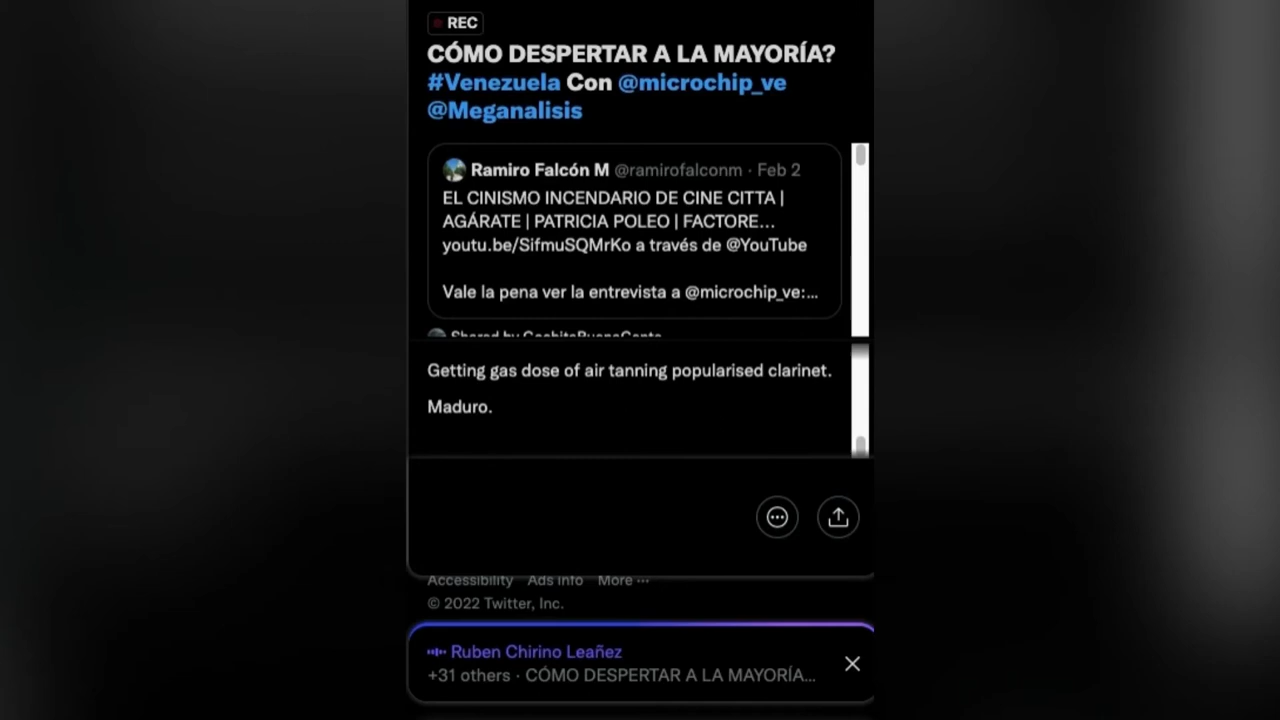 REC
CÓMO DESPERTAR A LA MAYORÍA?
#Venezuela Con @microchip_ve
@Meganalisis
Ramiro Falcón M @ramirofalconm · Feb 2
EL CINISMO INCENDARIO DE CINE CITTA |
AGÁRATE | PATRICIA POLEO | FACTORE...
youtu.be/SifmuSQMrKo a través de @YouTube
Vale la pena ver la entrevista a @microchip_ve:...
Shared by
Getting gas dose of air tanning popularised clarinet.
Maduro.
Accessibility Ads info More ...
© 2022 Twitter, Inc.
Ruben Chirino Leañez
+31 others · CÓMO DESPERTAR A LA MAYORÍA...